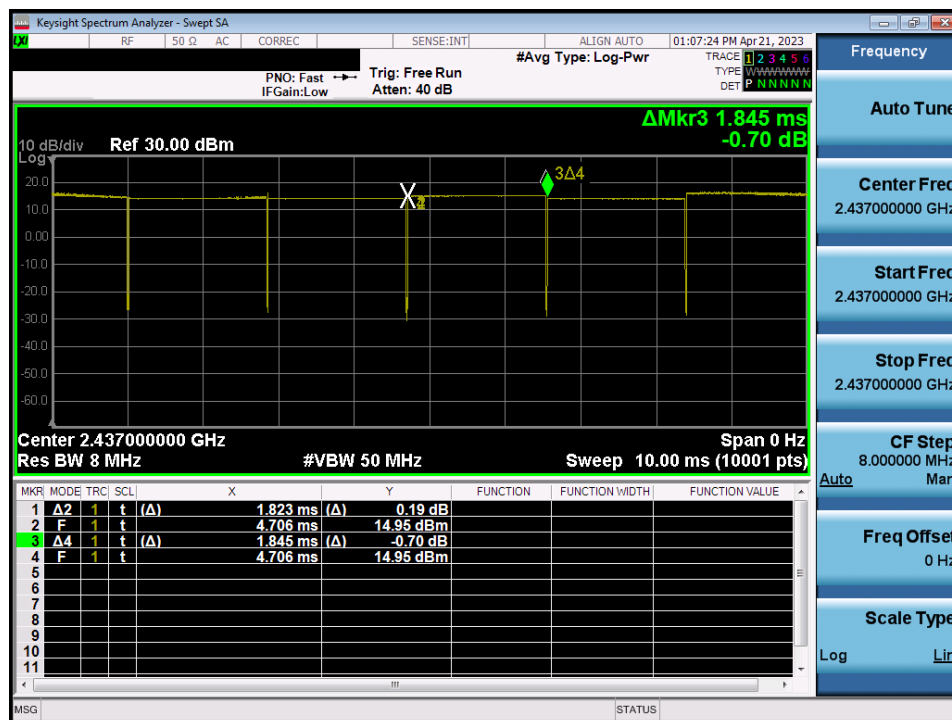 Keysight Spectrum Analyzer - Swept SA
LXI RF 50 Ω AC CORREC SENSE:INT ALIGN AUTO 01:07:24 PM Apr 21, 2023
PNO: Fast Trig: Free Run #Avg Type: Log-Pwr TRACE 1 2 3 4 5 6
IFGain:Low Atten: 40 dB TYPE WWWWWWW
DET P N N N N N
ΔMkr3 1.845 ms
-0.70 dB
10 dB/div Ref 30.00 dBm
Log
20.0
10.0
0.00
-10.0
-20.0
-30.0
-40.0
-50.0
-60.0
3Δ4
Center 2.437000000 GHz Span 0 Hz
Res BW 8 MHz #VBW 50 MHz Sweep 10.00 ms (10001 pts)
MKR MODE TRC SCL X Y FUNCTION FUNCTION WIDTH FUNCTION VALUE
1 Δ2 1 t (Δ) 1.823 ms (Δ) 0.19 dB
2 F 1 t 4.706 ms 14.95 dBm
3 Δ4 1 t (Δ) 1.845 ms (Δ) -0.70 dB
4 F 1 t 4.706 ms 14.95 dBm
5
6
7
8
9
10
11
MSG STATUS
Frequency
Auto Tune
Center Freq
2.437000000 GHz
Start Freq
2.437000000 GHz
Stop Freq
2.437000000 GHz
CF Step
8.000000 MHz
Auto Man
Freq Offset
0 Hz
Scale Type
Log Lin